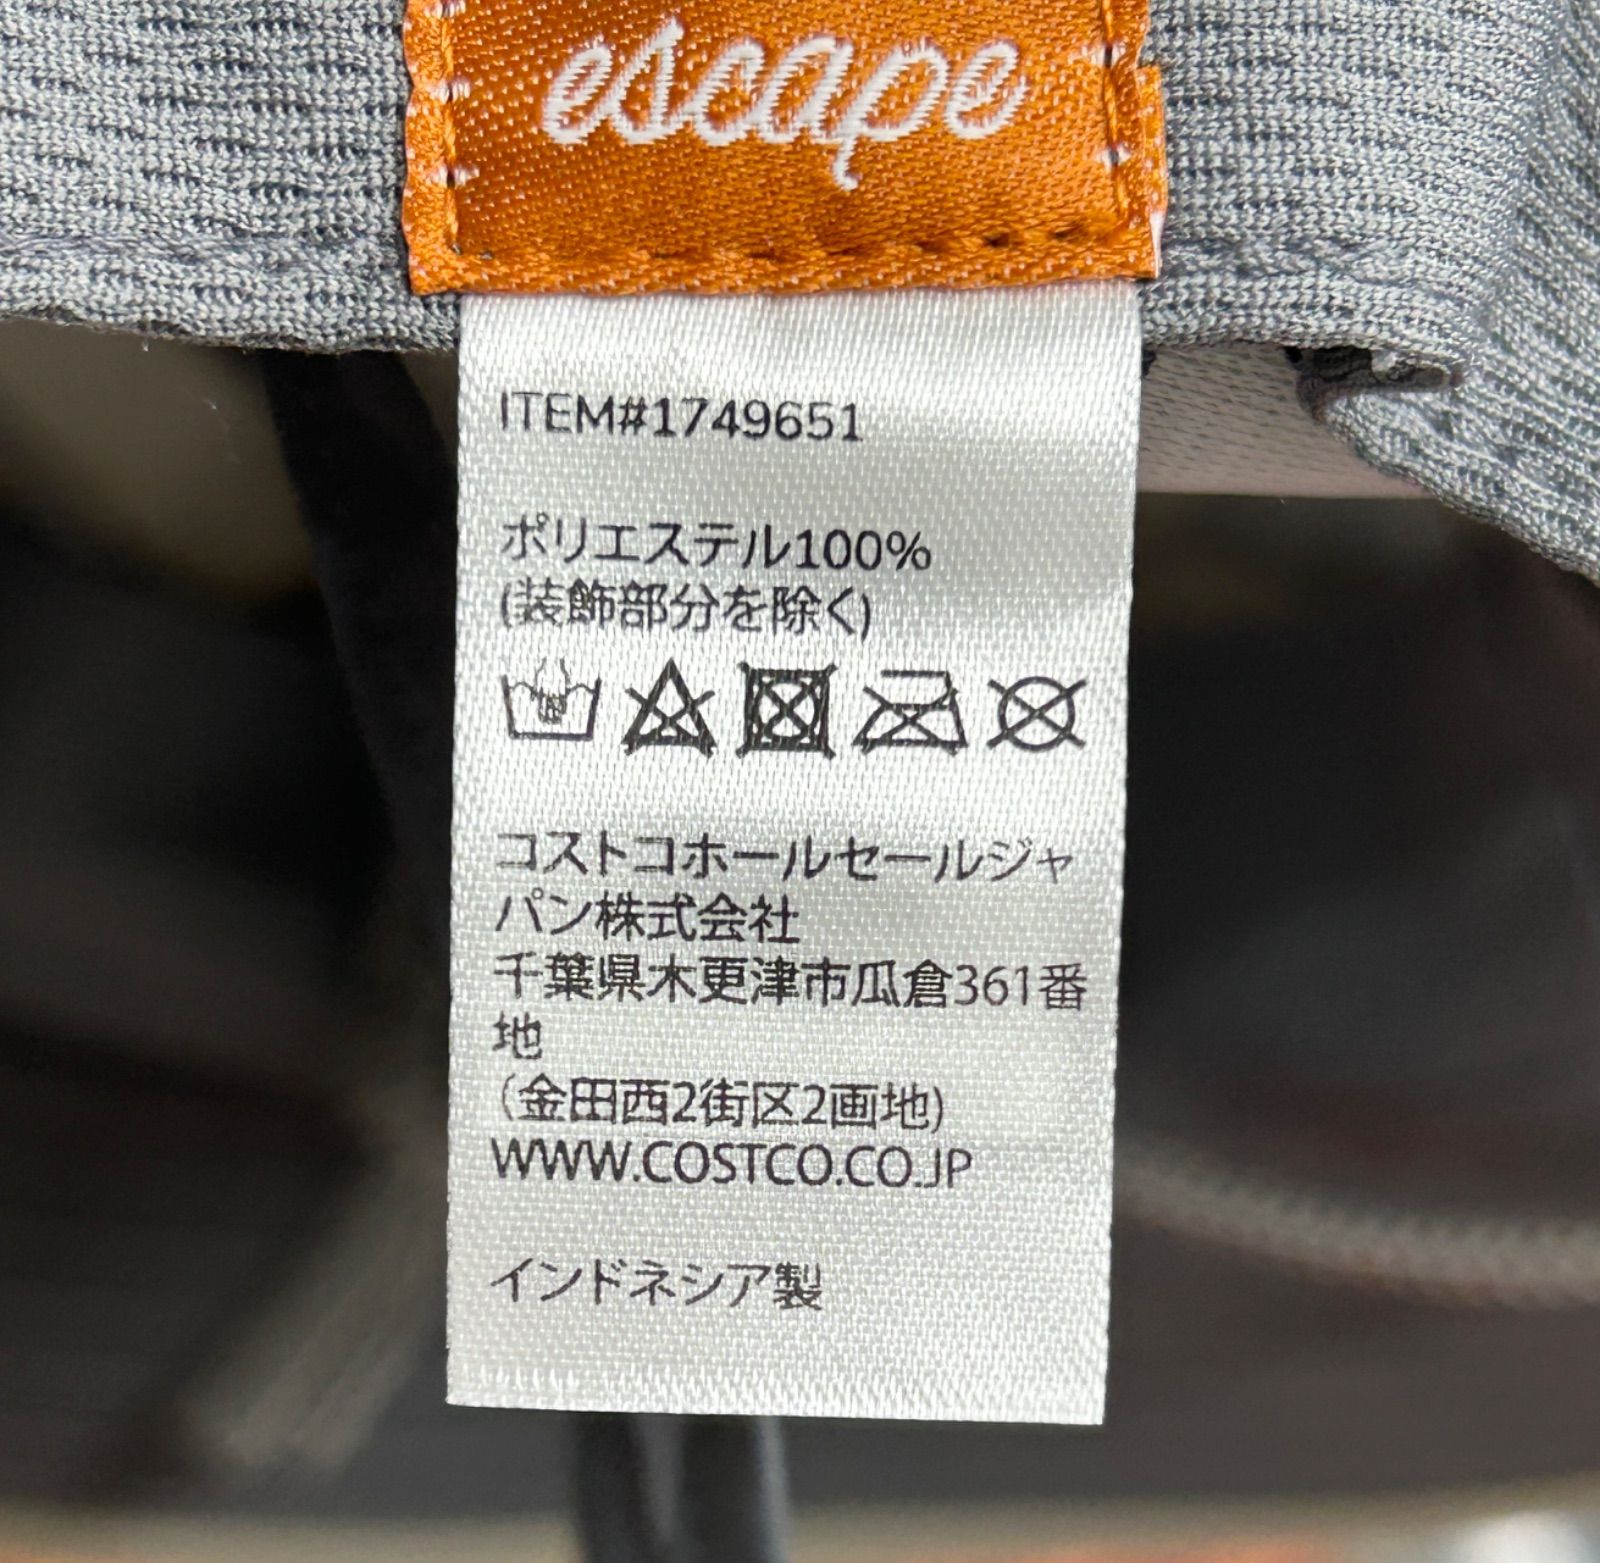 escape
ITEM#1749651
ポリエステル100%
(装飾部分を除く)
コストコホールセールジャ
パン株式会社
千葉県木更津市瓜倉361番
地
(金田西2街区2画地)
WWW.COSTCO.CO.JP
インドネシア製